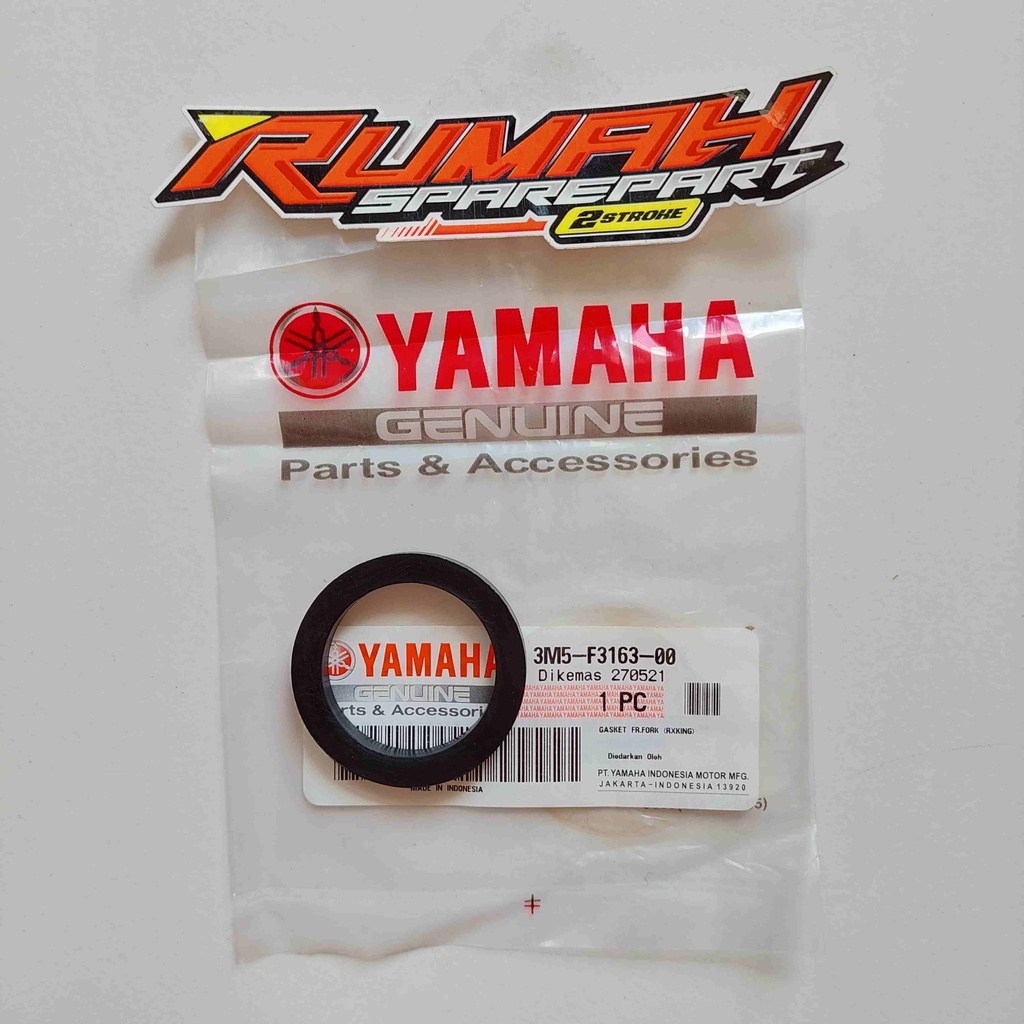 RUMAH
SPAREPART
2 STROKE
YAMAHA
GENUINE
Parts & Accessories
YAMAHA
GENUINE
Parts & Accessori
3M5-F3163-00
Dikemas 270521
1 PC
GASKET FR.FORK (RXKING)
Diedarkan Oleh
PT.YAMAHA INDONESIA MOTOR MFG.
JAKARTA-INDONESIA 13920
MADE IN INDONESIA